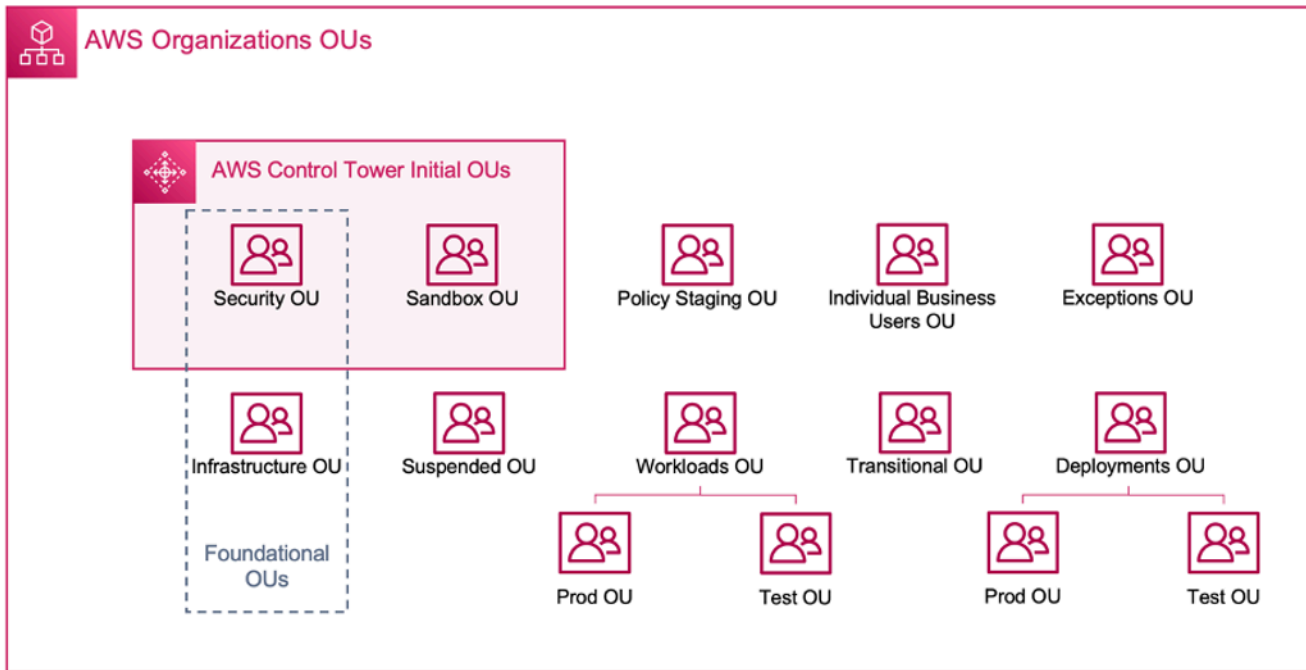 AWS Organizations OUs
AWS Control Tower Initial OUs
Security OU
Sandbox OU
Policy Staging OU
Individual Business
Users OU
Exceptions OU
Infrastructure OU
Suspended OU
Workloads OU
Transitional OU
Deployments OU
Foundational
OUs
Prod OU
Test OU
Prod OU
Test OU